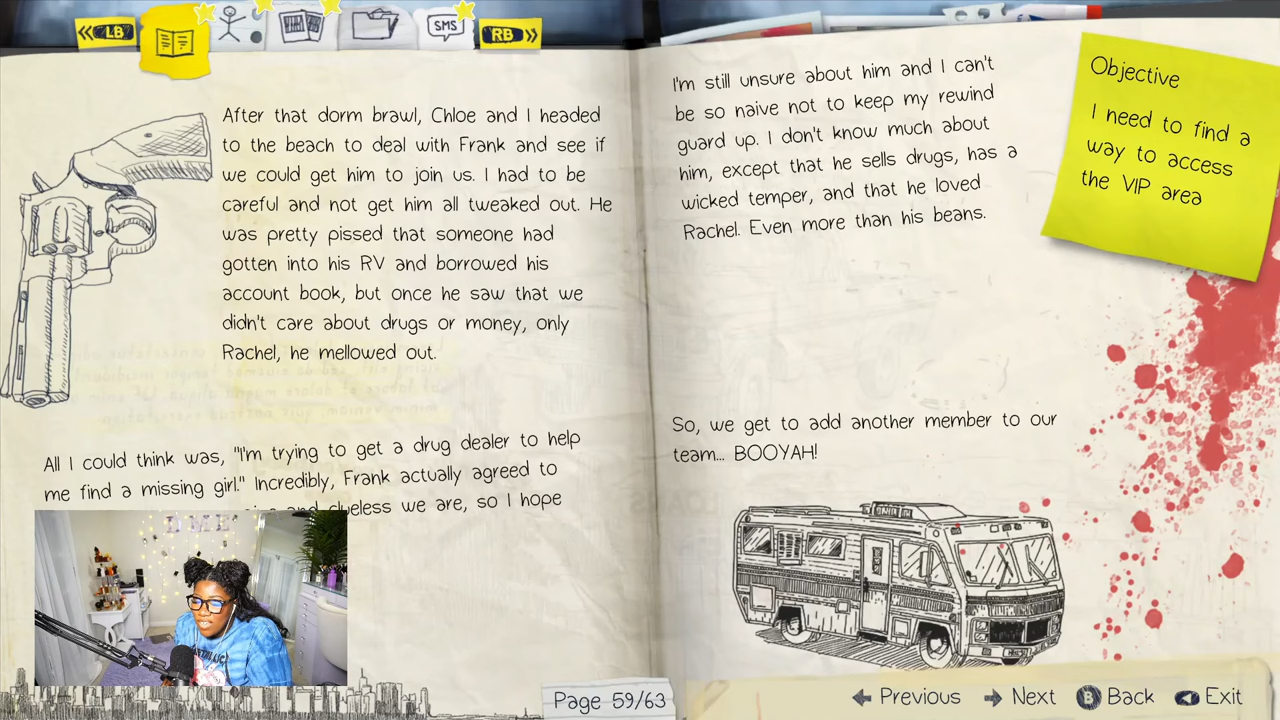 LB
SMS
RB
After that dorm brawl, Chloe and I headed
to the beach to deal with Frank and see if
we could get him to join us. I had to be
careful and not get him all tweaked out. He
was pretty pissed that someone had
gotten into his RV and borrowed his
account book, but once he saw that we
didn't care about drugs or money, only
Rachel, he mellowed out.
All I could think was, "I'm trying to get a drug dealer to help
me find a missing girl." Incredibly, Frank actually agreed to
and clueless we are, so I hope
I'm still unsure about him and I can't
be so naive not to keep my rewind
guard up. I don't know much about
him, except that he sells drugs, has a
wicked temper, and that he loved
Rachel. Even more than his beans.
So, we get to add another member to our
team... BOOYAH!
Objective
I need to find a
way to access
the VIP area
Page 59/63
Previous
Next
B Back
Exit